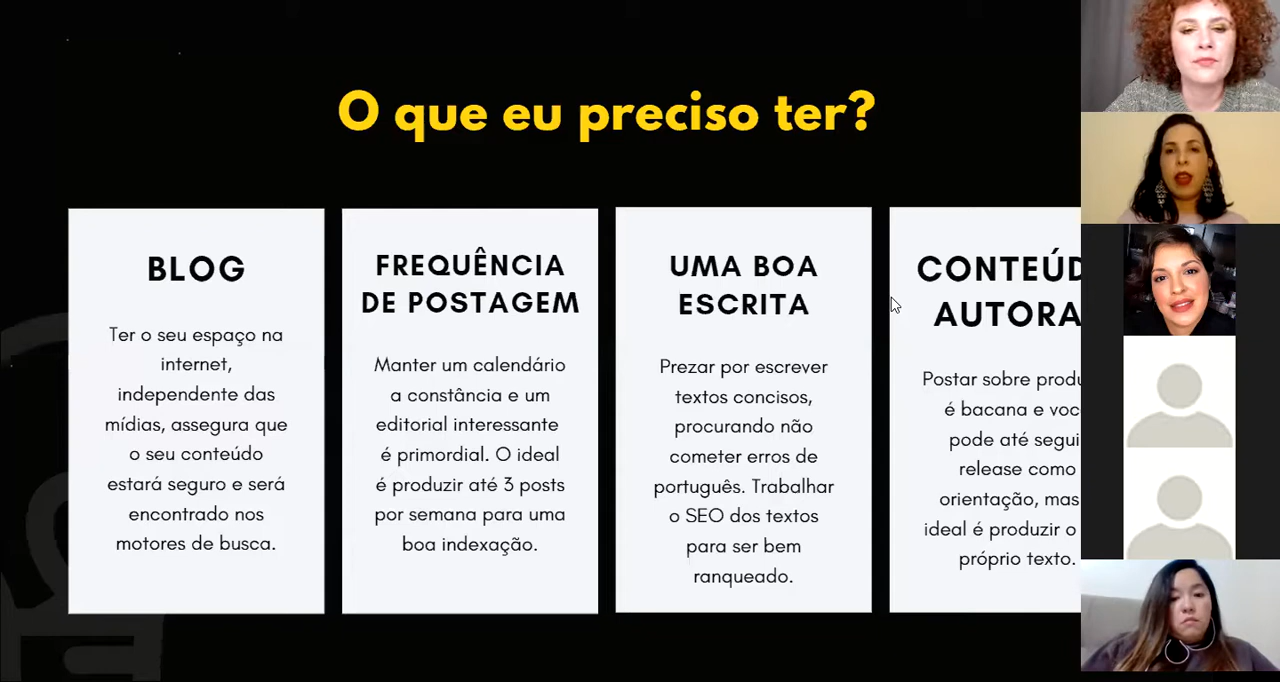 O que eu preciso ter?
BLOG
Ter o seu espaço na
internet,
independente das
mídias, assegura que
o seu conteúdo
estará seguro e será
encontrado nos
motores de busca.
FREQUÊNCIA
DE POSTAGEM
Manter um calendário
a constância e um
editorial interessante
é primordial. O ideal
é produzir até 3 posts
por semana para uma
boa indexação.
UMA BOA
ESCRITA
Prezar por escrever
textos concisos,
procurando não
cometer erros de
português. Trabalhar
o SEO dos textos
para ser bem
ranqueado.
CONTEÚD
AUTORA
Postar sobre produ
é bacana e voc
pode até segui
release como
orientação, mas
ideal é produzir o
próprio texto.